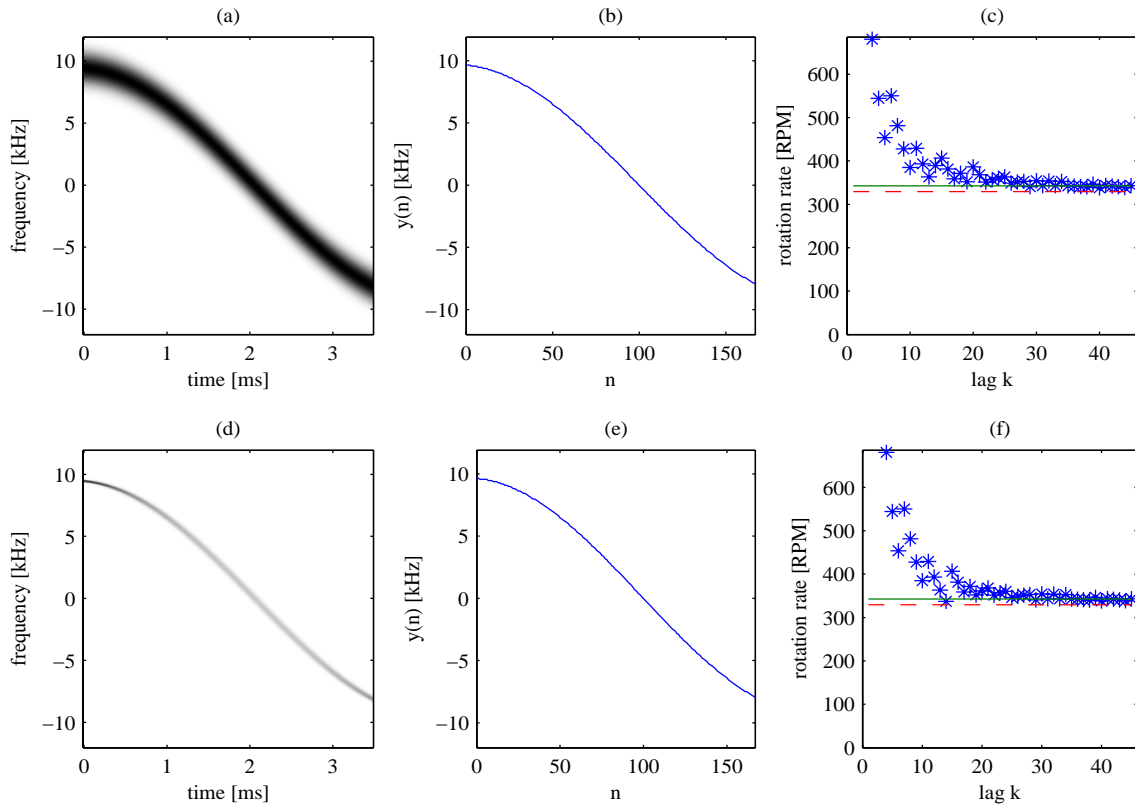 (a)
10
5
0
−5
−10
0 1 2 3
time [ms]
frequency [kHz]
(b)
10
5
0
−5
−10
0 50 100 150
n
y(n) [kHz]
(c)
600
500
400
300
200
100
0
0 10 20 30 40
lag k
rotation rate [RPM]
(d)
10
5
0
−5
−10
0 1 2 3
time [ms]
frequency [kHz]
(e)
10
5
0
−5
−10
0 50 100 150
n
y(n) [kHz]
(f)
600
500
400
300
200
100
0
0 10 20 30 40
lag k
rotation rate [RPM]